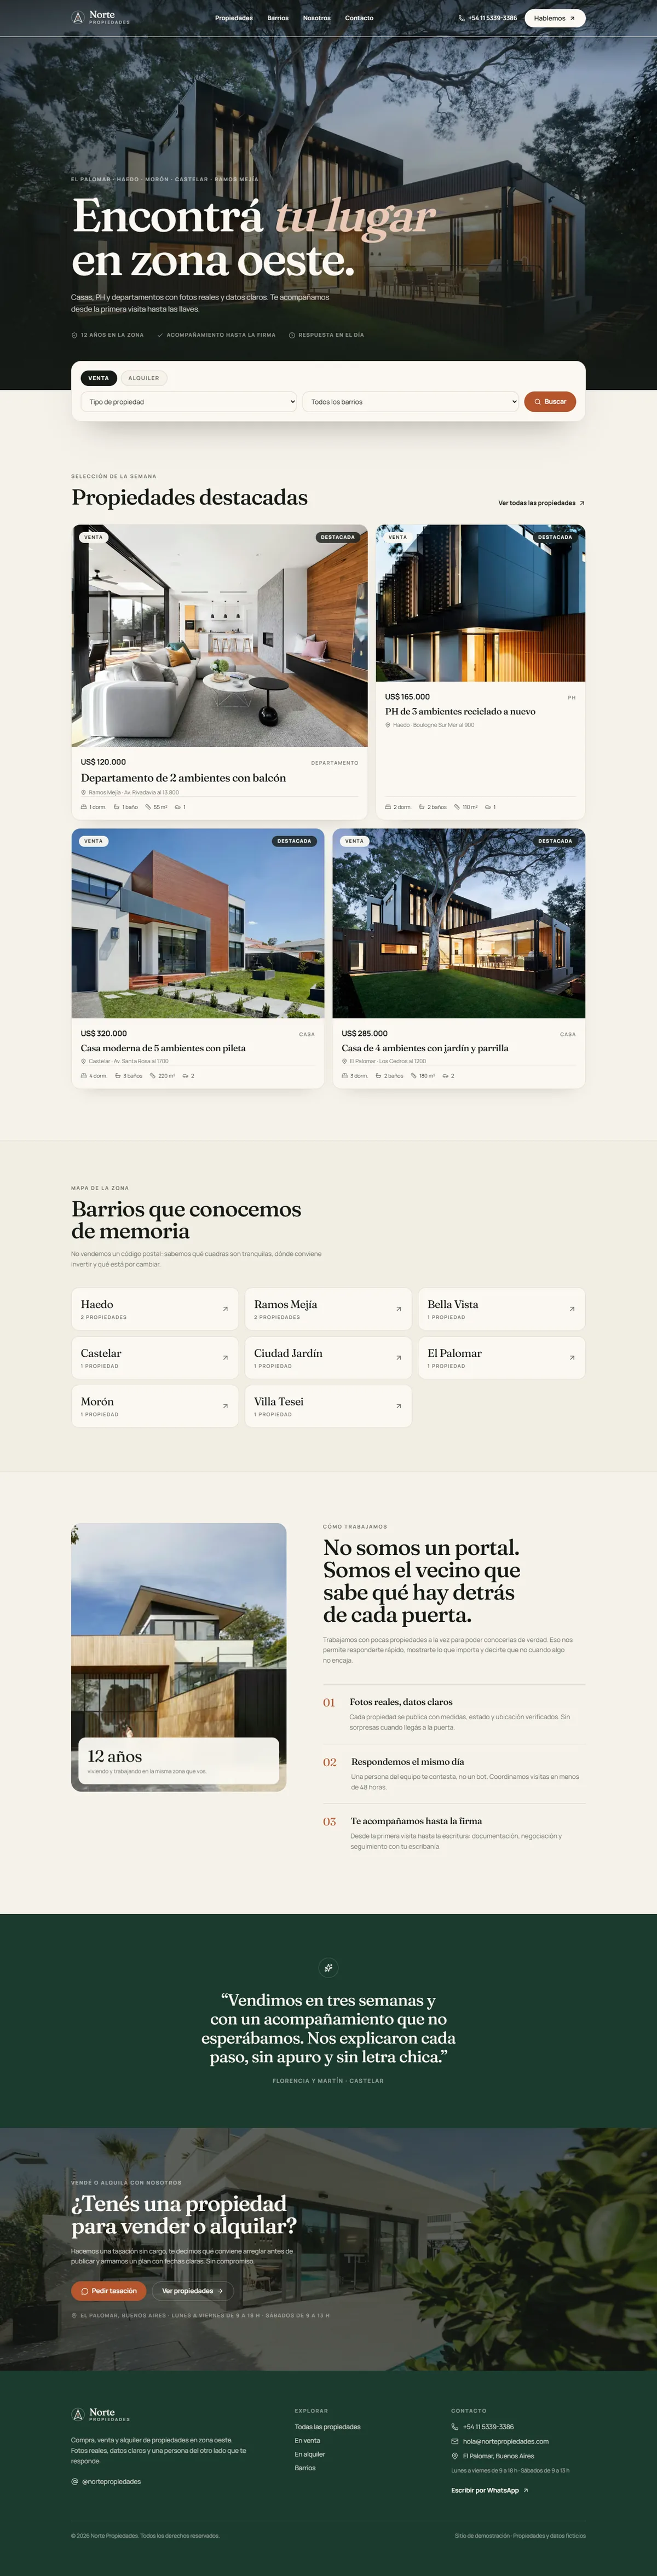 Norte
PROPIEDADES
Propiedades
Barrios
Nosotros
Contacto
+54 11 5339-3386
Hablemos
EL PALOMAR · HAEDO · MORÓN · CASTELAR · RAMOS MEJÍA
Encontrá tu lugar
en zona oeste.
Casas, PH y departamentos con fotos reales y datos claros. Te acompañamos
desde la primera visita hasta las llaves.
12 AÑOS EN LA ZONA
ACOMPAÑAMIENTO HASTA LA FIRMA
RESPUESTA EN EL DÍA
VENTA
ALQUILER
Tipo de propiedad
Todos los barrios
Buscar
SELECCIÓN DE LA SEMANA
Propiedades destacadas
Ver todas las propiedades
VENTA
DESTACADA
US$ 120.000
DEPARTAMENTO
Departamento de 2 ambientes con balcón
Ramos Mejía · Av. Rivadavia al 13.800
1 dorm.
1 baño
55 m²
1
VENTA
DESTACADA
US$ 165.000
PH
PH de 3 ambientes reciclado a nuevo
Haedo · Boulogne Sur Mer al 900
2 dorm.
2 baños
110 m²
1
VENTA
DESTACADA
US$ 320.000
CASA
Casa moderna de 5 ambientes con pileta
Castelar · Av. Santa Rosa al 1700
4 dorm.
3 baños
220 m²
2
VENTA
DESTACADA
US$ 285.000
CASA
Casa de 4 ambientes con jardín y parrilla
El Palomar · Los Cedros al 1200
3 dorm.
2 baños
180 m²
2
MAPA DE LA ZONA
Barrios que conocemos
de memoria
No vendemos un código postal: sabemos qué cuadras son tranquilas, dónde conviene
invertir y qué está por cambiar.
Haedo
2 PROPIEDADES
Ramos Mejía
2 PROPIEDADES
Bella Vista
1 PROPIEDAD
Castelar
1 PROPIEDAD
Ciudad Jardín
1 PROPIEDAD
El Palomar
1 PROPIEDAD
Morón
1 PROPIEDAD
Villa Tesei
1 PROPIEDAD
12 años
viviendo y trabajando en la misma zona que vos.
CÓMO TRABAJAMOS
No somos un portal.
Somos el vecino que
sabe qué hay detrás
de cada puerta.
Trabajamos con pocas propiedades a la vez para poder conocerlas de verdad. Eso nos
permite responderte rápido, mostrarte lo que importa y decirte que no cuando algo
no encaja.
01
Fotos reales, datos claros
Cada propiedad se publica con medidas, estado y ubicación verificados. Sin
sorpresas cuando llegás a la puerta.
02
Respondemos el mismo día
Una persona del equipo te contesta, no un bot. Coordinamos visitas en menos
de 48 horas.
03
Te acompañamos hasta la firma
Desde la primera visita hasta la escritura: documentación, negociación y
seguimiento con tu escribanía.
“Vendimos en tres semanas y
con un acompañamiento que no
esperábamos. Nos explicaron cada
paso, sin apuro y sin letra chica.”
FLORENCIA Y MARTÍN · CASTELAR
VENDÉ O ALQUILÁ CON NOSOTROS
¿Tenés una propiedad
para vender o alquilar?
Hacemos una tasación sin cargo, te decimos qué conviene arreglar antes de
publicar y armamos un plan con fechas claras. Sin compromiso.
Pedir tasación
Ver propiedades
EL PALOMAR, BUENOS AIRES · LUNES A VIERNES DE 9 A 18 H · SÁBADOS DE 9 A 13 H
Norte
PROPIEDADES
Compra, venta y alquiler de propiedades en zona oeste.
Fotos reales, datos claros y una persona del otro lado que te
responde.
@nortepropiedades
EXPLORAR
Todas las propiedades
En venta
En alquiler
Barrios
CONTACTO
+54 11 5339-3386
hola@nortepropiedades.com
El Palomar, Buenos Aires
Lunes a viernes de 9 a 18 h · Sábados de 9 a 13 h
Escribir por WhatsApp
© 2026 Norte Propiedades. Todos los derechos reservados.
Sitio de demostración · Propiedades y datos ficticios